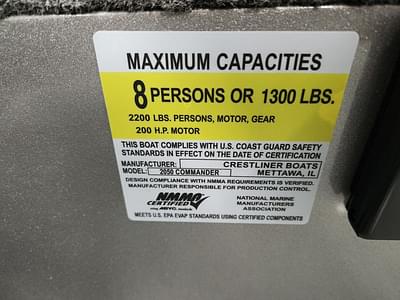 MAXIMUM CAPACITIES
8 PERSONS OR 1300 LBS.
2200 LBS. PERSONS, MOTOR, GEAR
200 H.P. MOTOR
THIS BOAT COMPLIES WITH U.S. COAST GUARD SAFETY
STANDARDS IN EFFECT ON THE DATE OF CERTIFICATION
MANUFACTURER: CRESTLINER BOATS
MODEL: 2050 COMMANDER METTAWA, IL
DESIGN COMPLIANCE WITH NMMA REQUIREMENTS IS VERIFIED.
MANUFACTURER RESPONSIBLE FOR PRODUCTION CONTROL.
NMMA
CERTIFIED
using ABYC standards
NATIONAL MARINE
MANUFACTURERS
ASSOCIATION
MEETS U.S. EPA EVAP STANDARDS USING CERTIFIED COMPONENTS